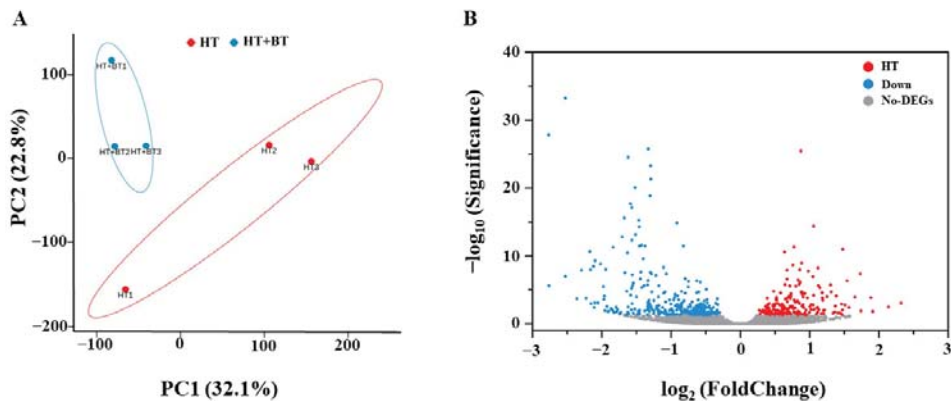 A
HT HT+BT
HT+BT1
HT+BT2 HT+BT3
HT2
HT3
HT1
100
0
−100
−200
−100 0 100 200
PC2 (22.8%)
PC1 (32.1%)
B
HT
Down
No-DEGs
40
30
20
10
0
−3 −2 −1 0 1 2 3
−log10 (Significance)
log2 (FoldChange)